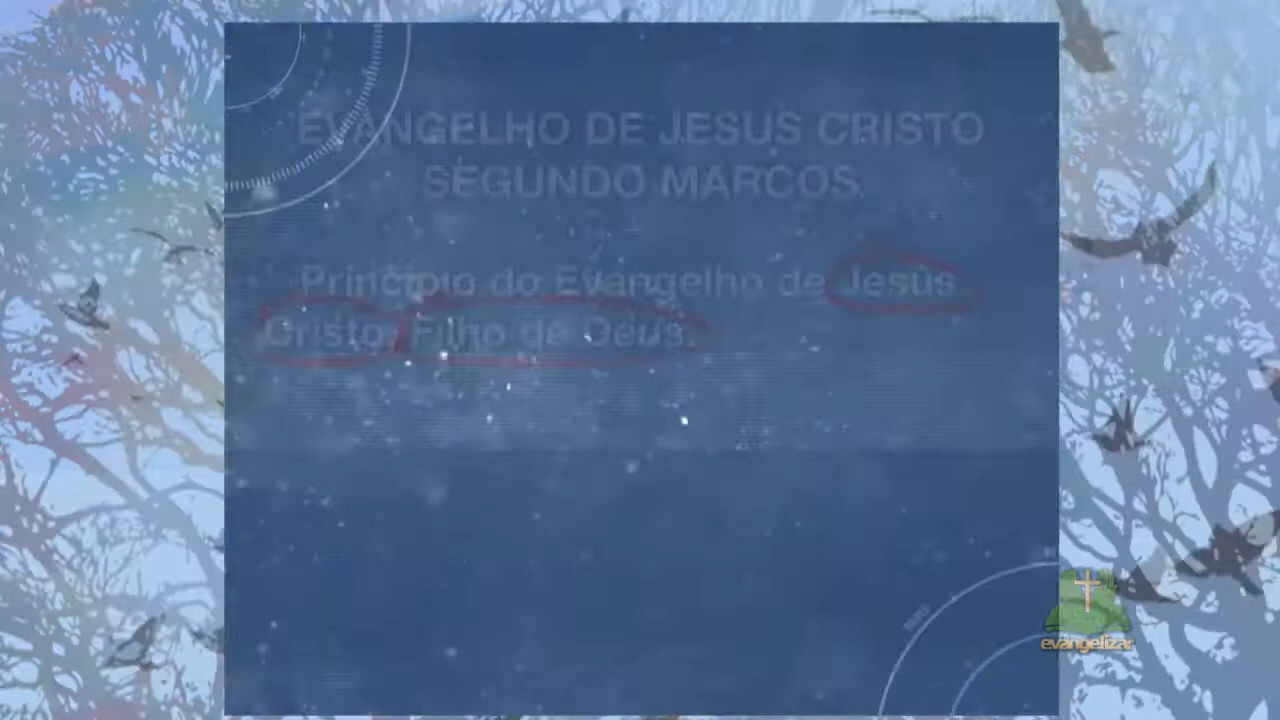 EVANGELHO DE JESUS CRISTO
SEGUNDO MARCOS
Princípio do Evangelho de Jesus
Cristo, Filho de Deus.
evangelizar